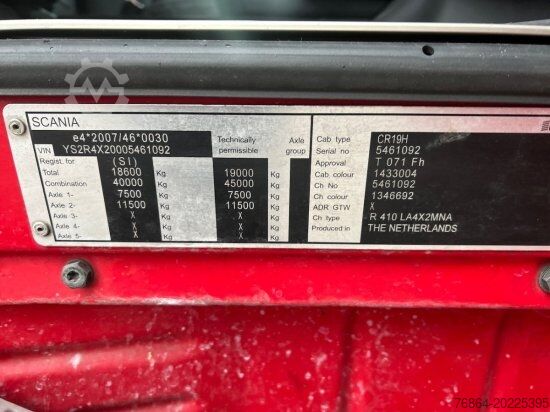 SCANIA
e4*2007/46*0030
VIN YS2R4X20005461092
Regist. for (SI) Technically permissible Axle group
Total 18600 Kg 19000 Kg
Combination 40000 Kg 45000 Kg
Axle 1- 7500 Kg 7500 Kg
Axle 2- 11500 Kg 11500 Kg
Axle 3- X Kg X Kg
Axle 4- X Kg X Kg
Axle 5- X Kg X Kg
Cab type CR19H
Serial no 5461092
Approval T 071 Fh
Cab. colour 1433004
Ch No 5461092
Ch. colour 1346692
ADR GTW X
Ch type R 410 LA4X2MNA
Produced in THE NETHERLANDS
76864-20225395